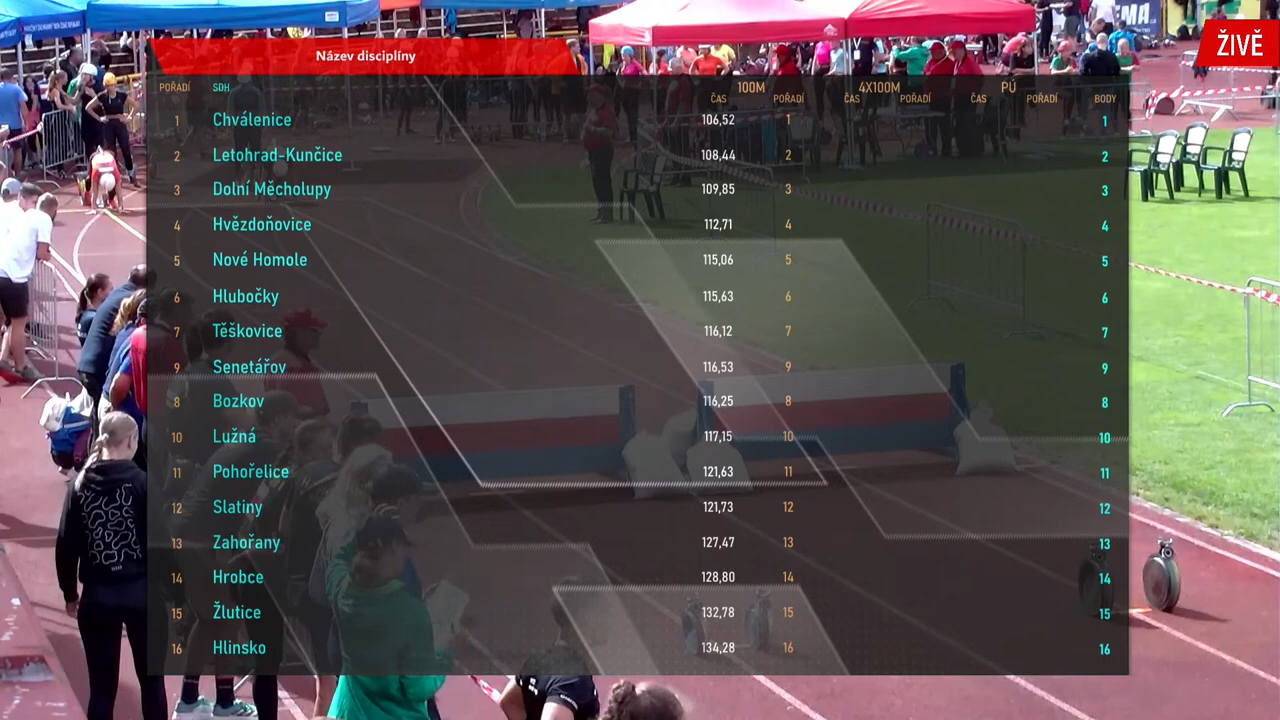 ŽIVĚ
Název disciplíny
POŘADÍ SDH 100M 4X100M PÚ
ČAS POŘADÍ ČAS POŘADÍ ČAS POŘADÍ BODY
1 Chválenice 106,52 1 1
2 Letohrad-Kunčice 108,44 2 2
3 Dolní Měcholupy 109,85 3 3
4 Hvězdoňovice 112,71 4 4
5 Nové Homole 115,06 5 5
6 Hlubočky 115,63 6 6
7 Těškovice 116,12 7 7
9 Senetářov 116,53 9 9
8 Bozkov 116,25 8 8
10 Lužná 117,15 10 10
11 Pohořelice 121,63 11 11
12 Slatiny 121,73 12 12
13 Zahořany 127,47 13 13
14 Hrobce 128,80 14 14
15 Žlutice 132,78 15 15
16 Hlinsko 134,28 16 16